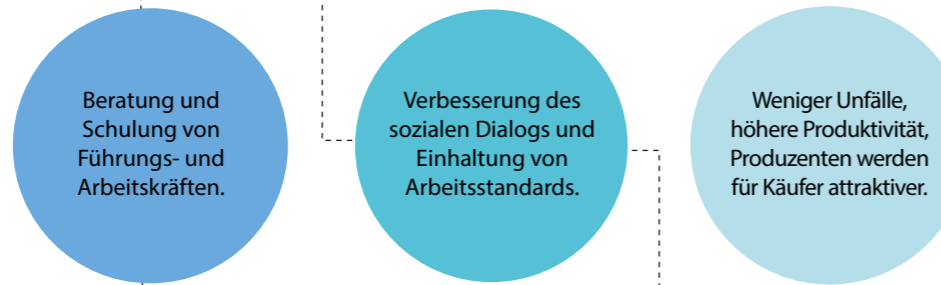 Beratung und
Schulung von
Führungs- und
Arbeitskräften.
Verbesserung des
sozialen Dialogs und
Einhaltung von
Arbeitsstandards.
Weniger Unfälle,
höhere Produktivität,
Produzenten werden
für Käufer attraktiver.